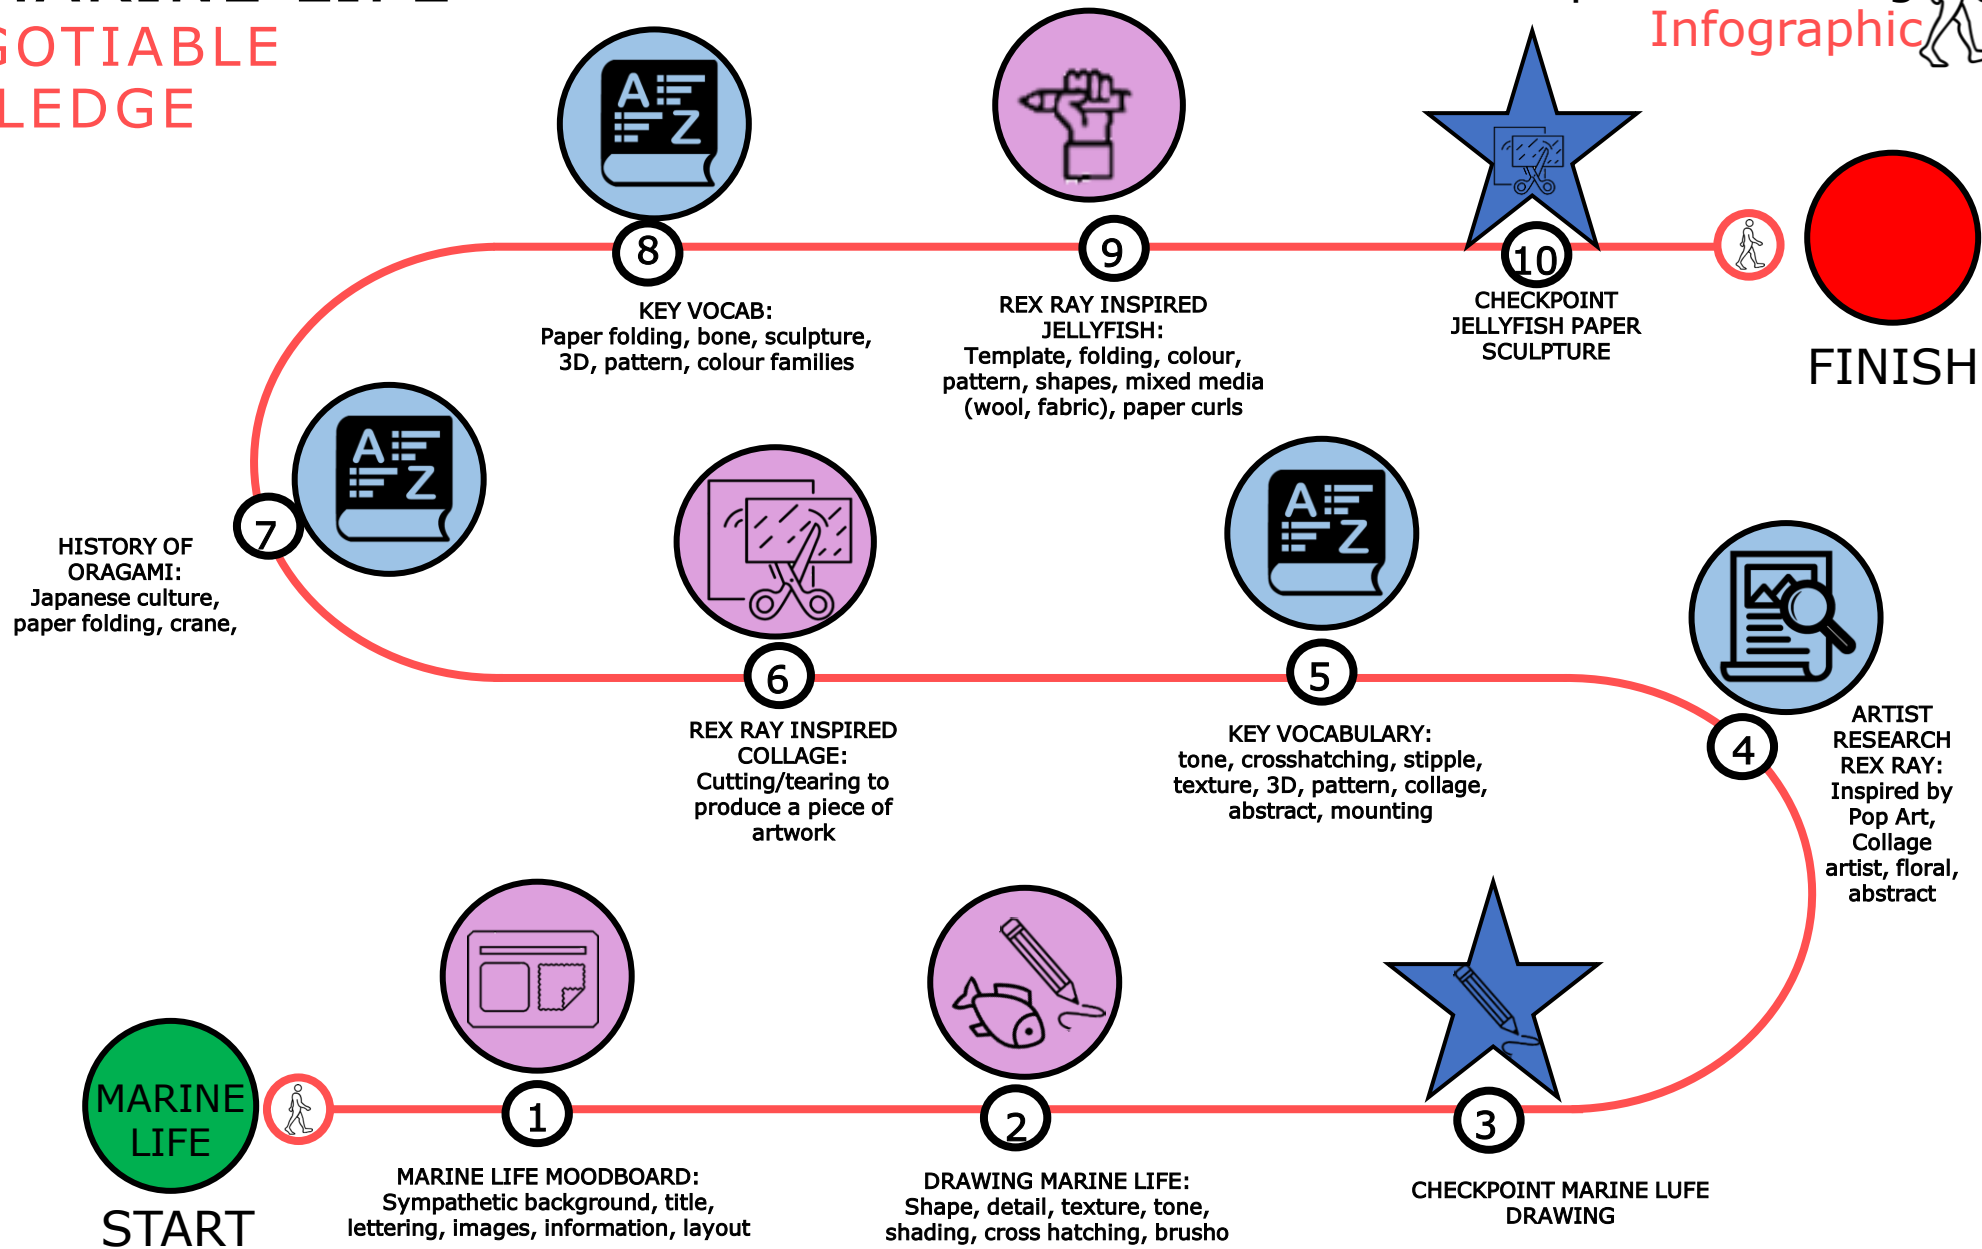 GOTIABLE
LEDGE
Infographic
A
Z
8
KEY VOCAB:
Paper folding, bone, sculpture,
3D, pattern, colour families
9
REX RAY INSPIRED
JELLYFISH:
Template, folding, colour,
pattern, shapes, mixed media
(wool, fabric), paper curls
10
CHECKPOINT
JELLYFISH PAPER
SCULPTURE
FINISH
A
Z
7
HISTORY OF
ORAGAMI:
Japanese culture,
paper folding, crane,
6
REX RAY INSPIRED
COLLAGE:
Cutting/tearing to
produce a piece of
artwork
A
Z
5
KEY VOCABULARY:
tone, crosshatching, stipple,
texture, 3D, pattern, collage,
abstract, mounting
4
ARTIST
RESEARCH
REX RAY:
Inspired by
Pop Art,
Collage
artist, floral,
abstract
MARINE
LIFE
START
1
MARINE LIFE MOODBOARD:
Sympathetic background, title,
lettering, images, information, layout
2
DRAWING MARINE LIFE:
Shape, detail, texture, tone,
shading, cross hatching, brusho
3
CHECKPOINT MARINE LUFE
DRAWING